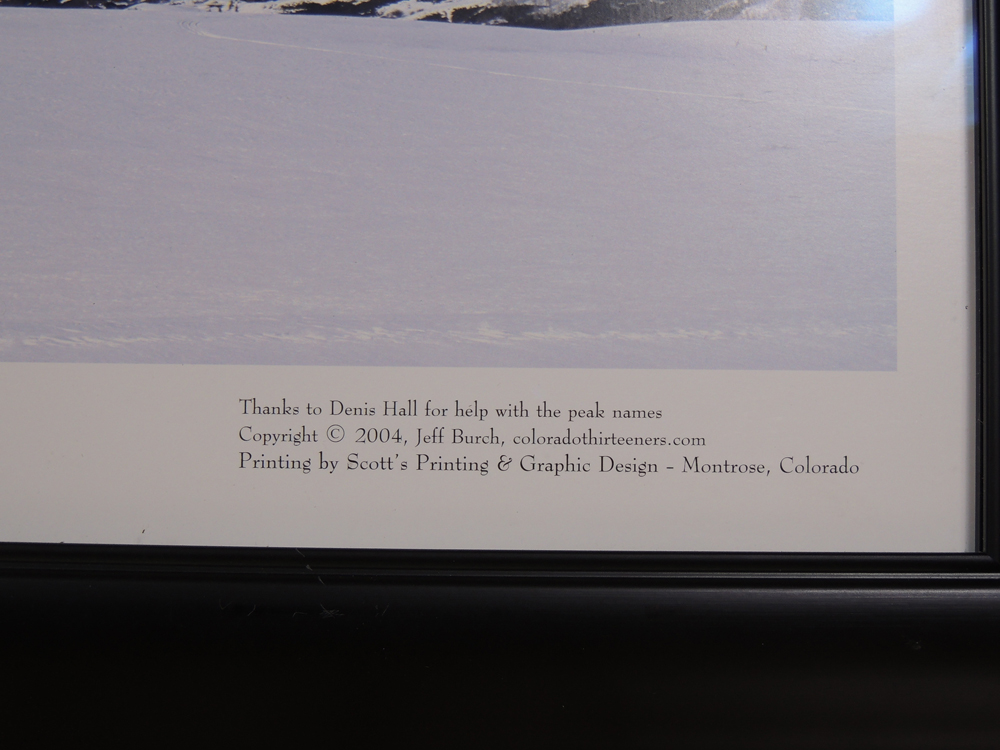 Thanks to Denis Hall for help with the peak names
Copyright © 2004, Jeff Burch, coloradothirteeners.com
Printing by Scott's Printing & Graphic Design - Montrose, Colorado